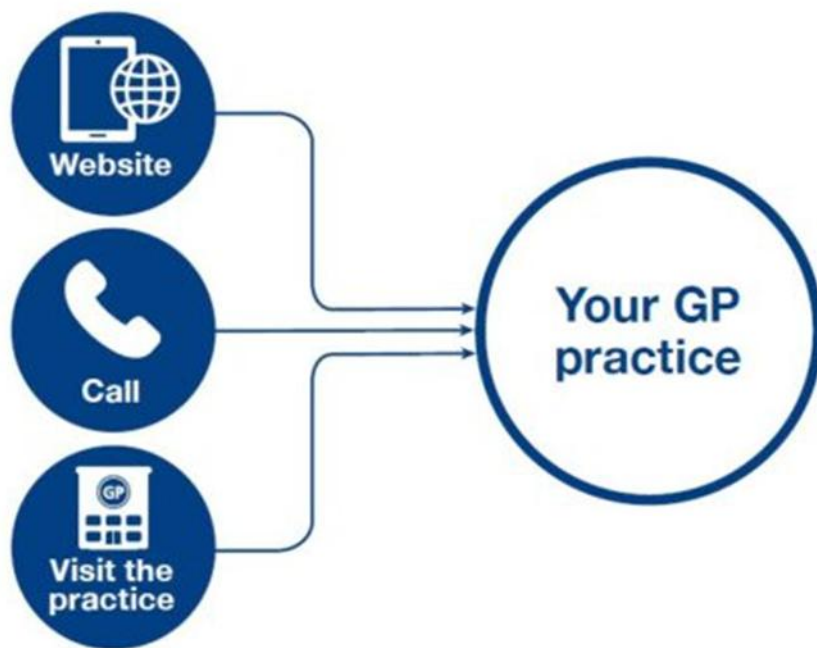 Website
Call
GP
Visit the
practice
Your GP
practice